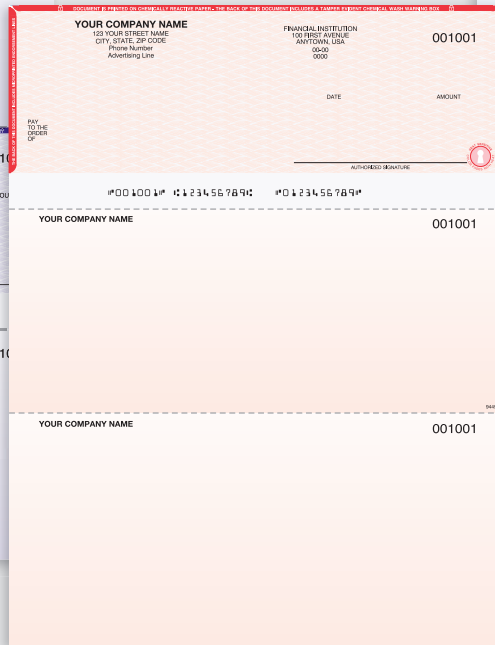 DOCUMENT IS PRINTED ON CHEMICALLY REACTIVE PAPER - THE BACK OF THIS DOCUMENT INCLUDES A TAMPER EVIDENT CHEMICAL WASH WARNING BOX
YOUR COMPANY NAME
123 YOUR STREET NAME
CITY, STATE, ZIP CODE
Phone Number
Advertising Line
FINANCIAL INSTITUTION
100 FIRST AVENUE
ANYTOWN, USA
00-00
0000
001001
DATE
AMOUNT
PAY
TO THE
ORDER
OF
AUTHORIZED SIGNATURE
⑈001001⑈ ⑆123456789⑆ ⑈0123456789⑈
YOUR COMPANY NAME
001001
YOUR COMPANY NAME
001001